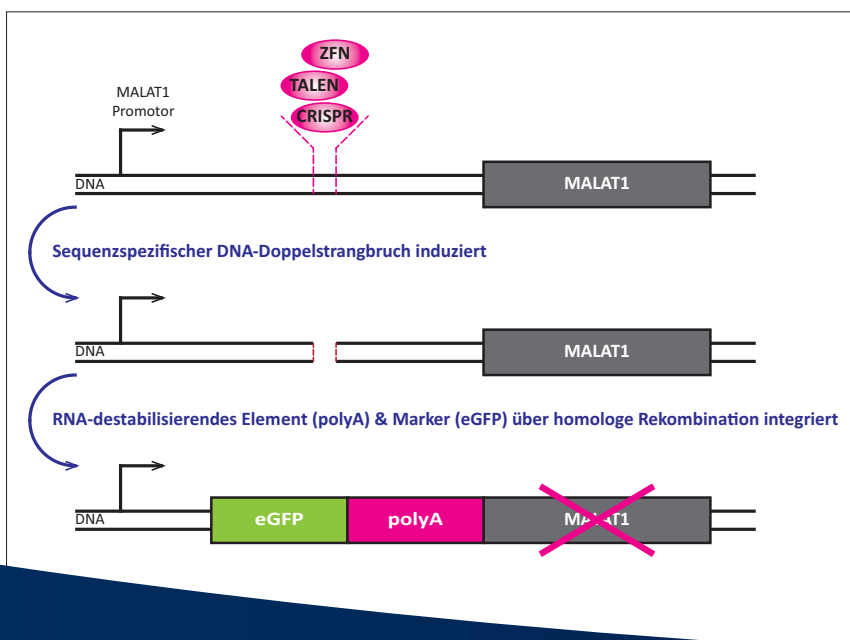 ZFN
TALEN
CRISPR
MALAT1
Promotor
DNA
MALAT1
Sequenzspezifischer DNA-Doppelstrangbruch induziert
DNA
MALAT1
RNA-destabilisierendes Element (polyA) & Marker (eGFP) über homologe Rekombination integriert
DNA
eGFP
polyA
MALAT1